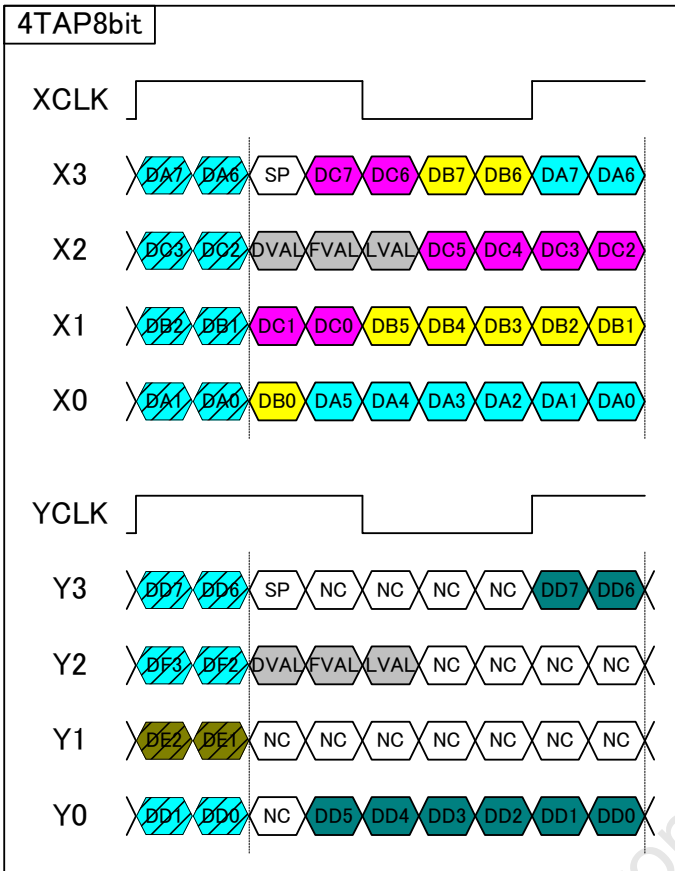 4TAP8bit
XCLK
X3 DA7 DA6 SP DC7 DC6 DB7 DB6 DA7 DA6
X2 DC3 DC2 DVAL FVAL LVAL DC5 DC4 DC3 DC2
X1 DB2 DB1 DC1 DC0 DB5 DB4 DB3 DB2 DB1
X0 DA1 DA0 DB0 DA5 DA4 DA3 DA2 DA1 DA0
YCLK
Y3 DD7 DD6 SP NC NC NC NC DD7 DD6
Y2 DF3 DF2 DVAL FVAL LVAL NC NC NC NC
Y1 DE2 DE1 NC NC NC NC NC NC NC
Y0 DD1 DD0 NC DD5 DD4 DD3 DD2 DD1 DD0